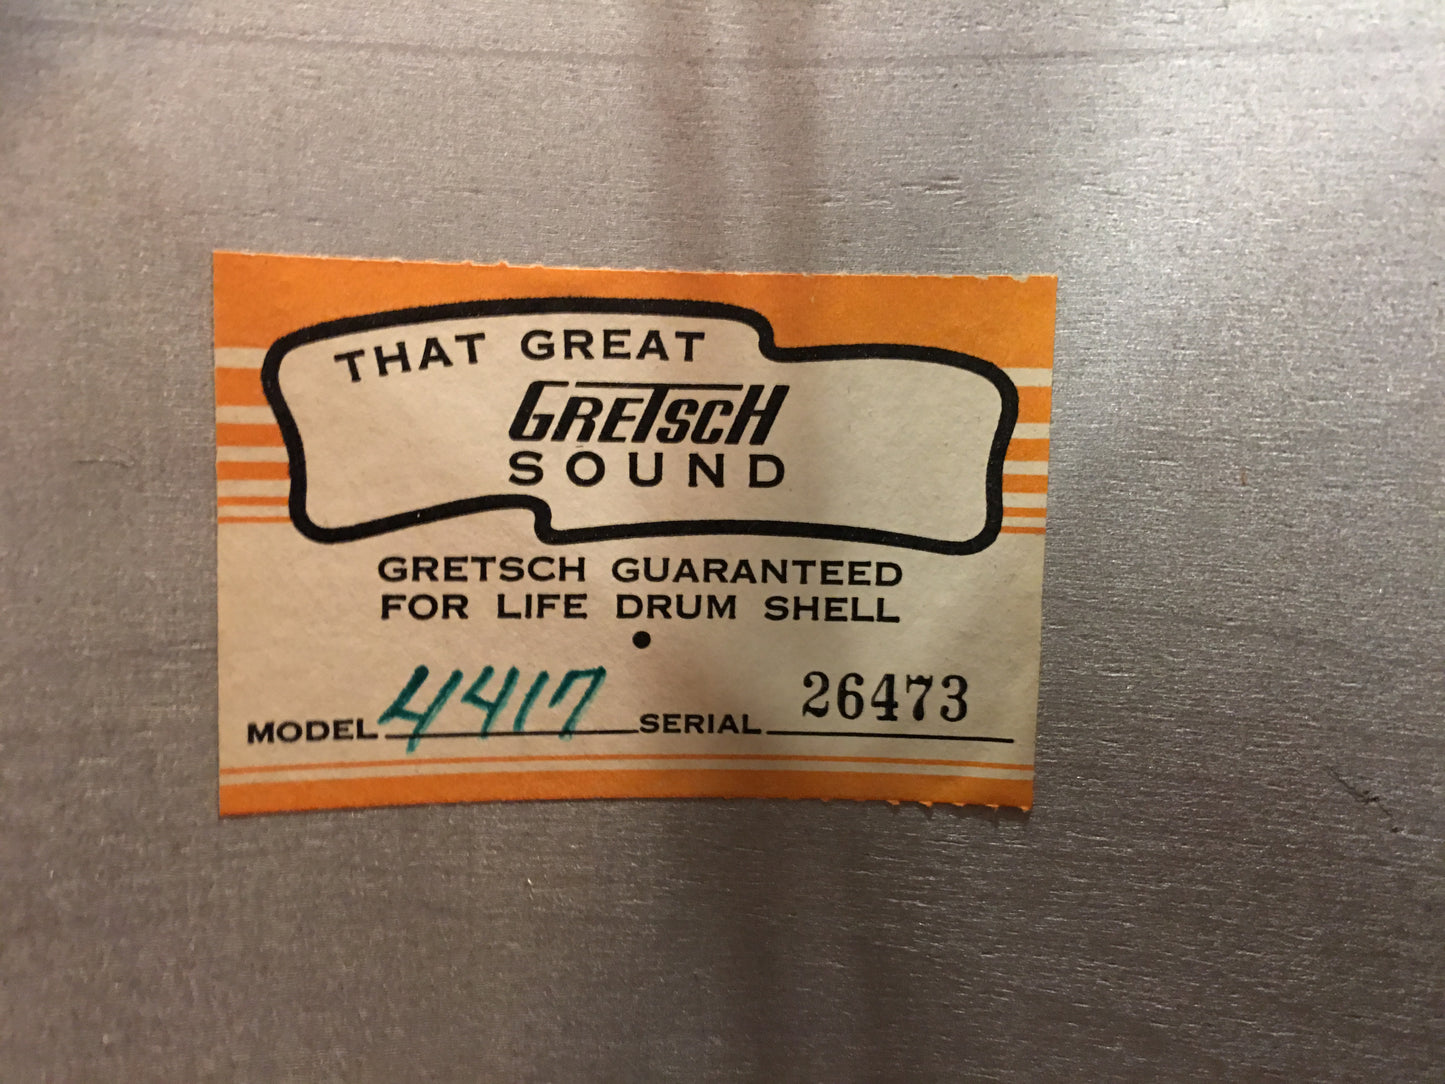 THAT GREAT
GRETSCH
SOUND
GRETSCH GUARANTEED
FOR LIFE DRUM SHELL
MODEL 4417 SERIAL 26473